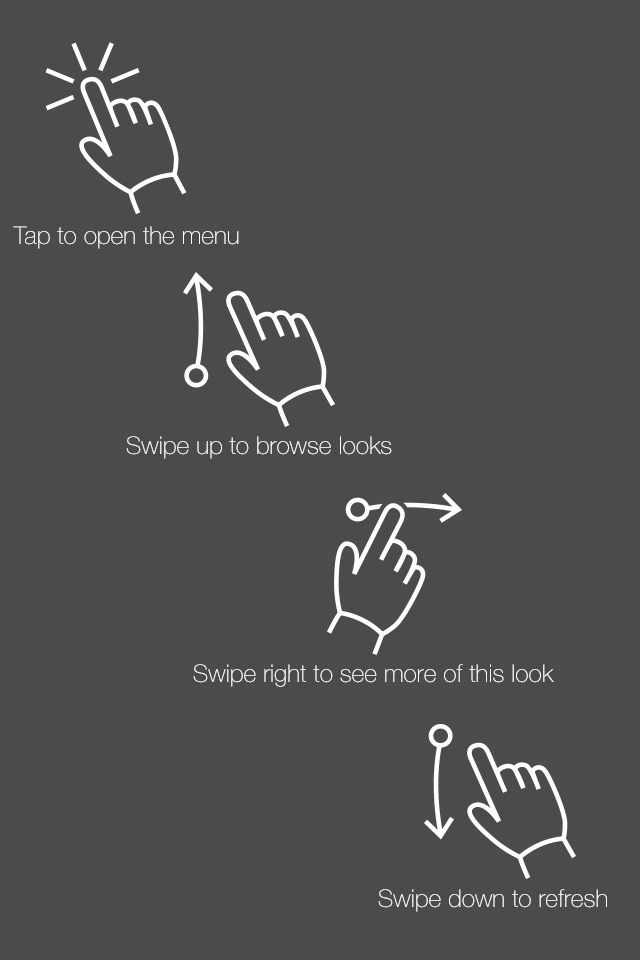 Tap to open the menu
Swipe up to browse looks
Swipe right to see more of this look
Swipe down to refresh